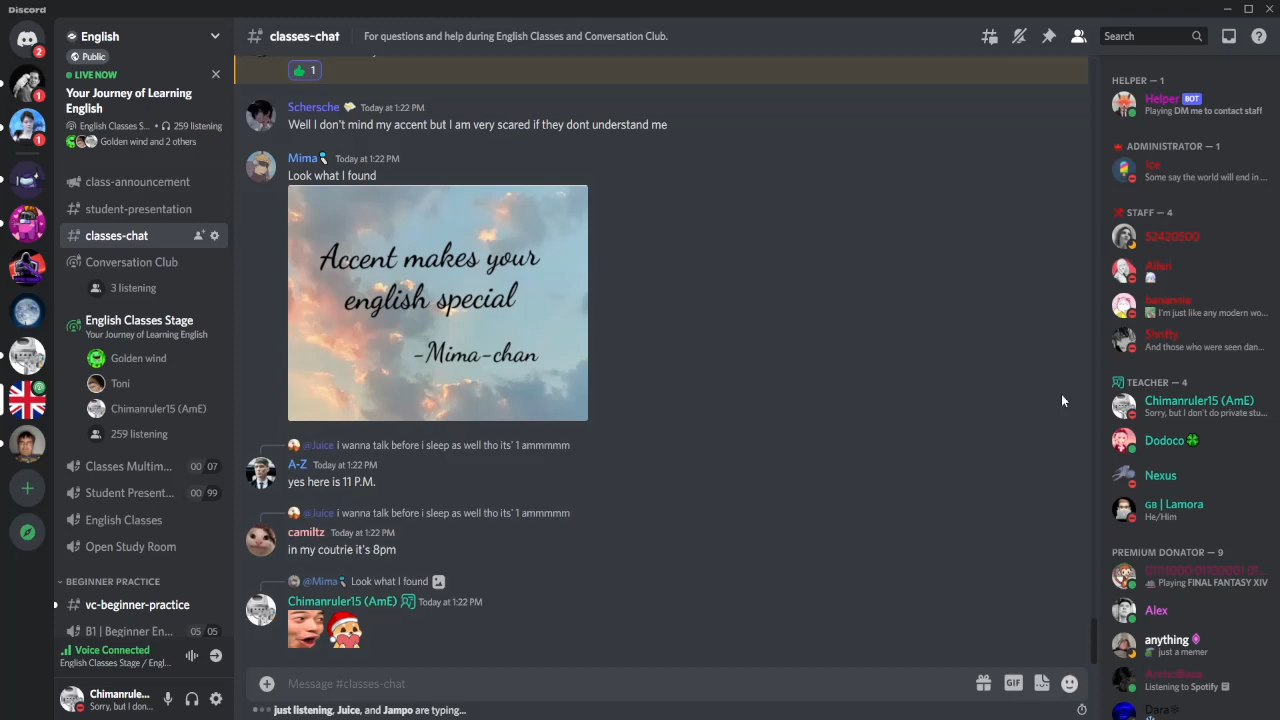 Discord
2
1
1
English
Public
LIVE NOW
Your Journey of Learning
English
English Classes S... • 259 listening
Golden wind and 2 others
class-announcement
student-presentation
classes-chat
Conversation Club
3 listening
English Classes Stage
Your Journey of Learning English
Golden wind
Toni
Chimanruler15 (AmE)
259 listening
Classes Multim... 00 07
Student Present... 00 99
English Classes
Open Study Room
BEGINNER PRACTICE
vc-beginner-practice
B1 | Beginner En... 05 05
Voice Connected
English Classes Stage / Engl...
Chimanrule...
Sorry, but I don...
classes-chat
For questions and help during English Classes and Conversation Club.
Search
1
Schersche Today at 1:22 PM
Well I don't mind my accent but I am very scared if they dont understand me
Mima Today at 1:22 PM
Look what I found
Accent makes your
english special
-Mima-chan
@Juice i wanna talk before i sleep as well tho its' 1 ammmmm
A-Z Today at 1:22 PM
yes here is 11 P.M.
@Juice i wanna talk before i sleep as well tho its' 1 ammmmm
camiltz Today at 1:22 PM
in my coutrie it's 8pm
@Mima Look what I found
Chimanruler15 (AmE) Today at 1:22 PM
Message #classes-chat
GIF
just listening, Juice, and Jampo are typing...
HELPER — 1
Helper BOT
Playing DM me to contact staff
ADMINISTRATOR — 1
Ice
Some say the world will end in ...
STAFF — 4
52420500
Allen
I'm just like any modern wo...
Shrifty
And those who were seen dan...
TEACHER — 4
Chimanruler15 (AmE)
Sorry, but I don't do private stu...
Dodoco
Nexus
GB | Lamora
He/Him
PREMIUM DONATOR — 9
Playing FINAL FANTASY XIV
Alex
anything
just a memer
Listening to Spotify
Dara